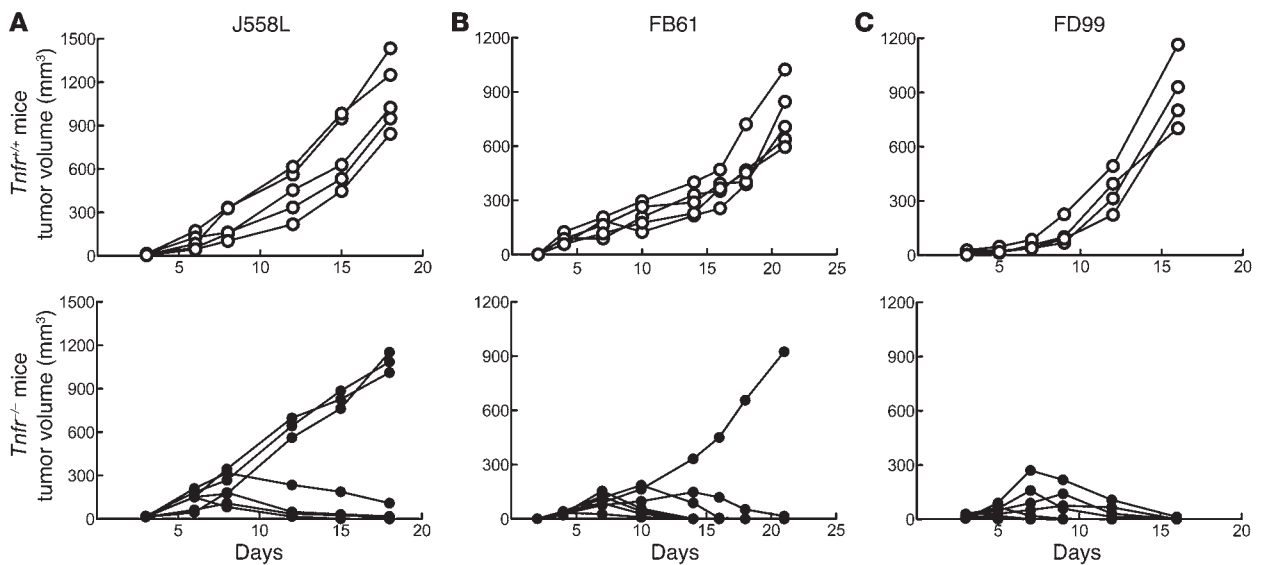 A J558L B FB61 C FD99
Tnfr+/+ mice
tumor volume (mm3)
1500 1200 900 600 300 0
5 10 15 20
1200 900 600 300 0
5 10 15 20 25
1200 900 600 300 0
5 10 15 20
Tnfr–/– mice
tumor volume (mm3)
1500 1200 900 600 300 0
5 10 15 20
Days
1200 900 600 300 0
5 10 15 20 25
Days
1200 900 600 300 0
5 10 15 20
Days